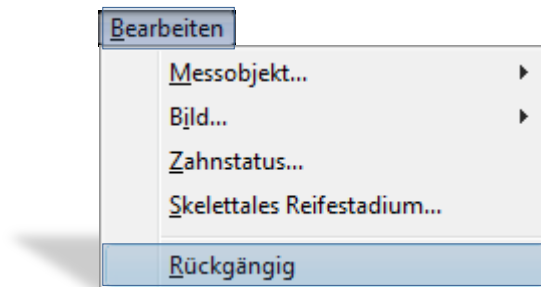 Bearbeiten
Messobjekt...
Bild...
Zahnstatus...
Skelettales Reifestadium...
Rückgängig